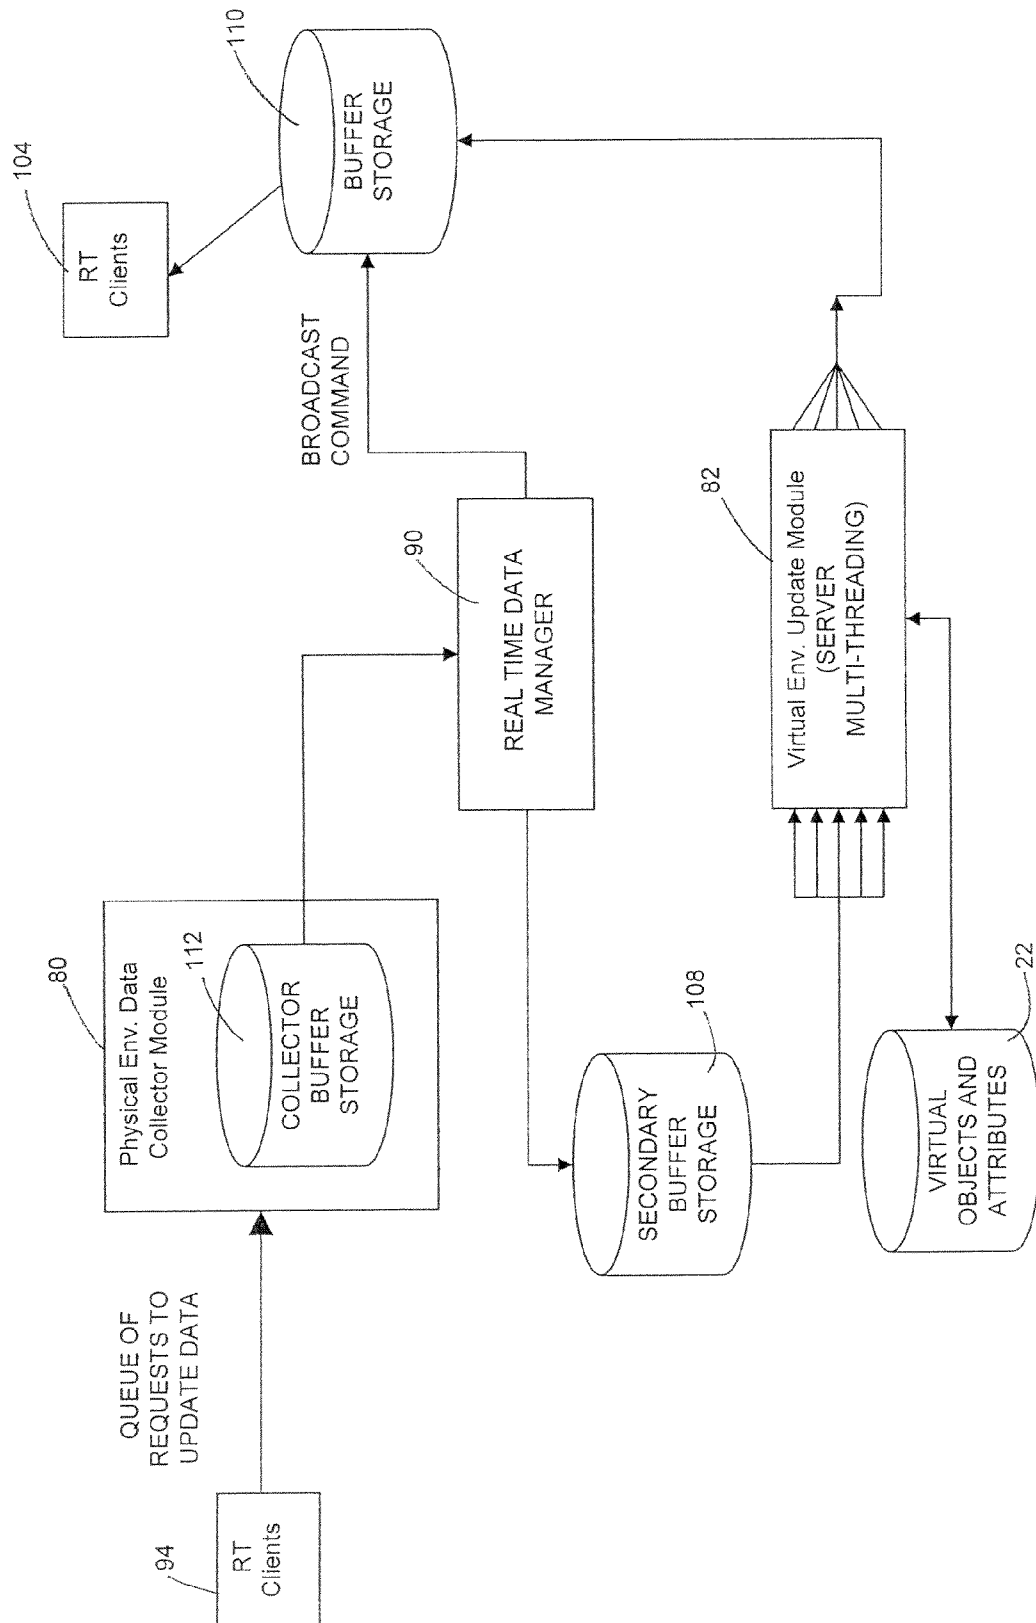 94
RT
Clients
QUEUE OF
REQUESTS TO
UPDATE DATA
80
Physical Env. Data
Collector Module
112
COLLECTOR
BUFFER
STORAGE
90
REAL TIME DATA
MANAGER
BROADCAST
COMMAND
104
RT
Clients
110
BUFFER
STORAGE
SECONDARY
BUFFER
STORAGE
108
82
Virtual Env. Update Module
(SERVER
MULTI-THREADING)
VIRTUAL
OBJECTS AND
ATTRIBUTES
22